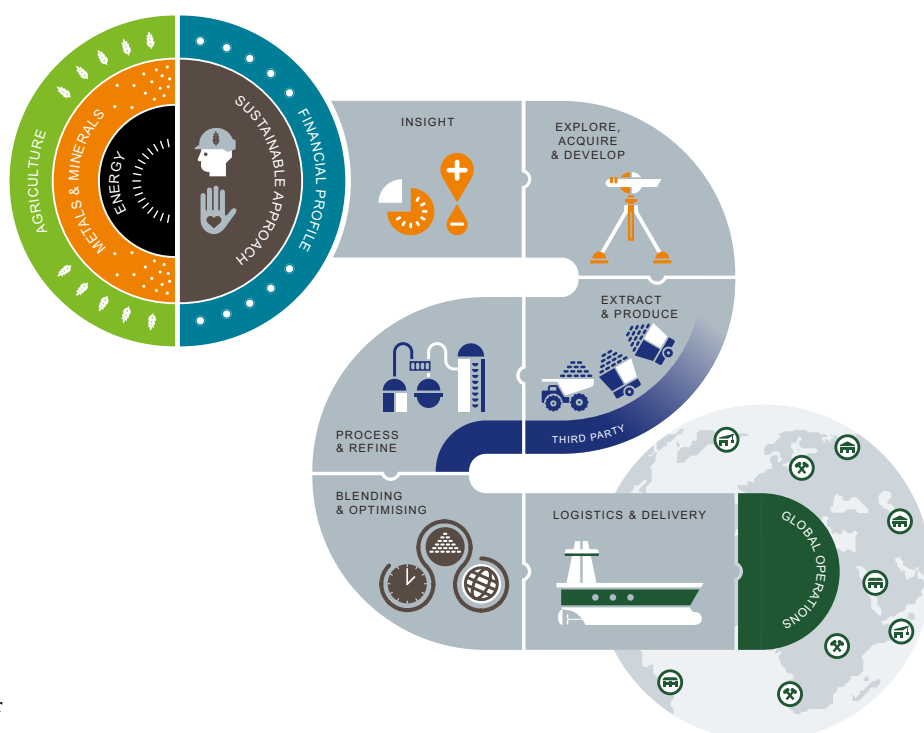 AGRICULTURE
METALS & MINERALS
ENERGY
SUSTAINABLE APPROACH
FINANCIAL PROFILE
INSIGHT
EXPLORE,
ACQUIRE
& DEVELOP
EXTRACT
& PRODUCE
THIRD PARTY
PROCESS
& REFINE
BLENDING
& OPTIMISING
LOGISTICS & DELIVERY
GLOBAL OPERATIONS